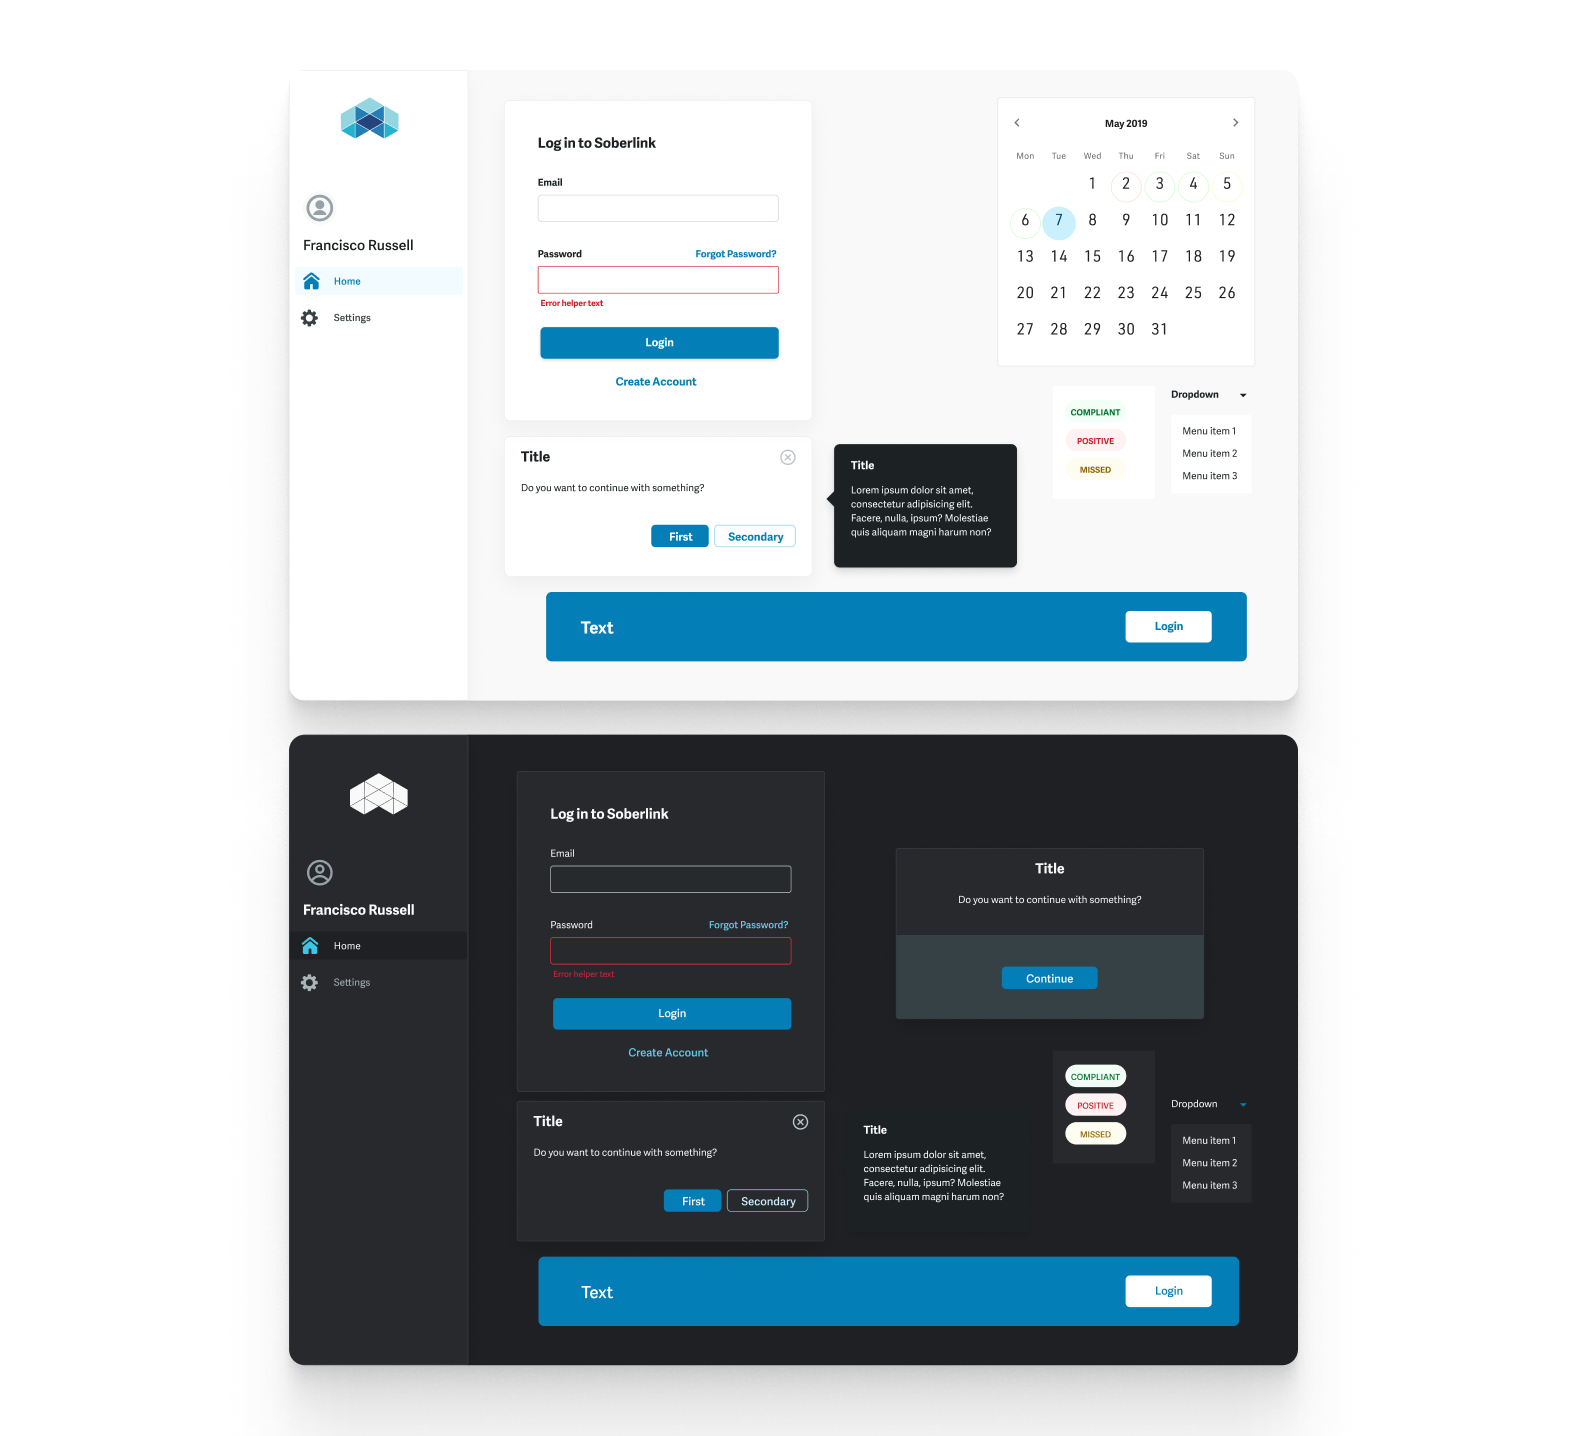 Francisco Russell
Home
Settings
Log in to Soberlink
Email
Password Forgot Password?
Error helper text
Login
Create Account
May 2019
Mon Tue Wed Thu Fri Sat Sun
1 2 3 4 5
6 7 8 9 10 11 12
13 14 15 16 17 18 19
20 21 22 23 24 25 26
27 28 29 30 31
Title
Do you want to continue with something?
First Secondary
Title
Lorem ipsum dolor sit amet,
consectetur adipisicing elit.
Facere, nulla, ipsum? Molestiae
quis aliquam magni harum non?
COMPLIANT
POSITIVE
MISSED
Dropdown
Menu item 1
Menu item 2
Menu item 3
Text Login
Francisco Russell
Home
Settings
Log in to Soberlink
Email
Password Forgot Password?
Error helper text
Login
Create Account
Title
Do you want to continue with something?
Continue
Title
Do you want to continue with something?
First Secondary
Title
Lorem ipsum dolor sit amet,
consectetur adipisicing elit.
Facere, nulla, ipsum? Molestiae
quis aliquam magni harum non?
COMPLIANT
POSITIVE
MISSED
Dropdown
Menu item 1
Menu item 2
Menu item 3
Text Login